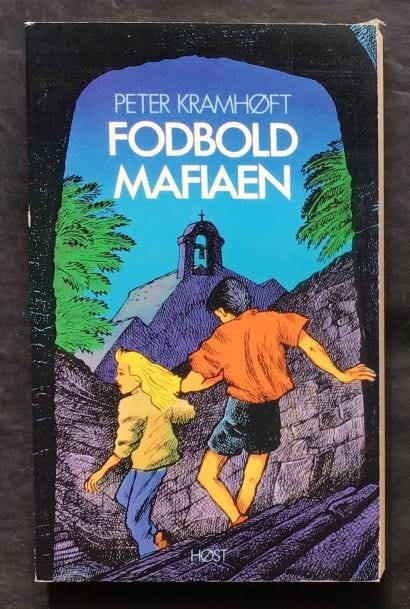 PETER KRAMHØFT
FODBOLD
MAFIAEN
HØST